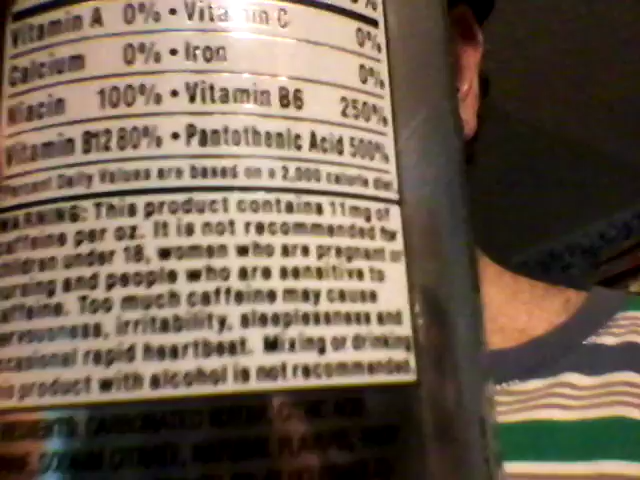 %
Vitamin A 0% • Vitamin C 0%
Calcium 0% • Iron 0%
Niacin 100% • Vitamin B6 250%
Vitamin B12 80% • Pantothenic Acid 500%
Percent Daily Values are based on a 2,000 calorie diet
WARNING: This product contains 11mg of
caffeine per oz. It is not recommended for
children under 18, women who are pregnant or
nursing and people who are sensitive to
caffeine. Too much caffeine may cause
nervousness, irritability, sleeplessness and
occasional rapid heartbeat. Mixing or drinking
product with alcohol is not recommended.
CARBONATED